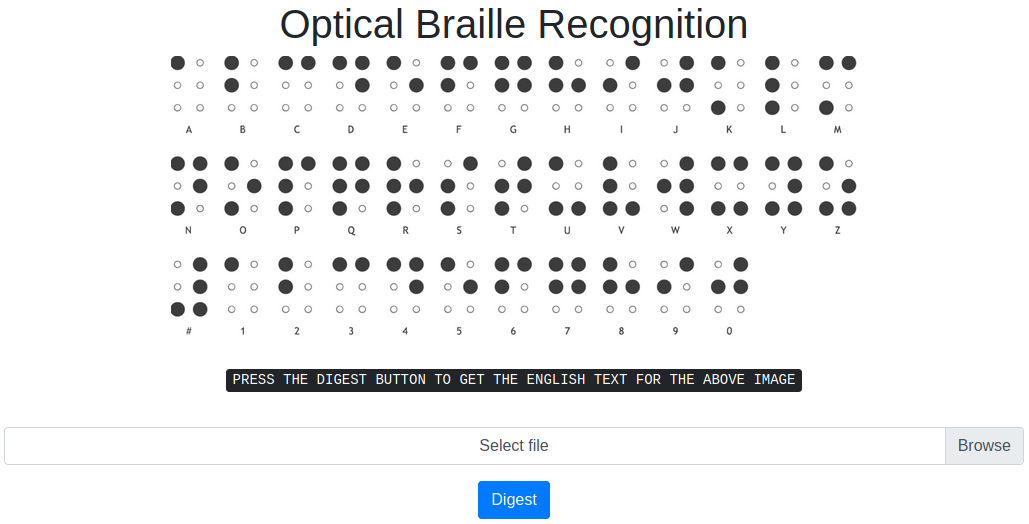 Optical Braille Recognition
A B C D E F G H I J K L M
N O P Q R S T U V W X Y Z
# 1 2 3 4 5 6 7 8 9 0
PRESS THE DIGEST BUTTON TO GET THE ENGLISH TEXT FOR THE ABOVE IMAGE
Select file Browse
Digest